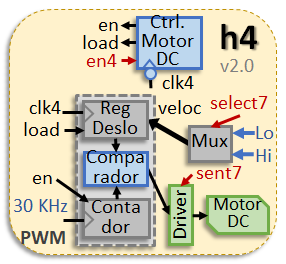 en
load
en4
Ctrl.
Motor
DC
h4
v2.0
clk4
clk4
load
Reg
Deslo
veloc
select7
Mux
Lo
Hi
Compa
rador
sent7
en
30 KHz
Conta
dor
Driver
Motor
DC
PWM